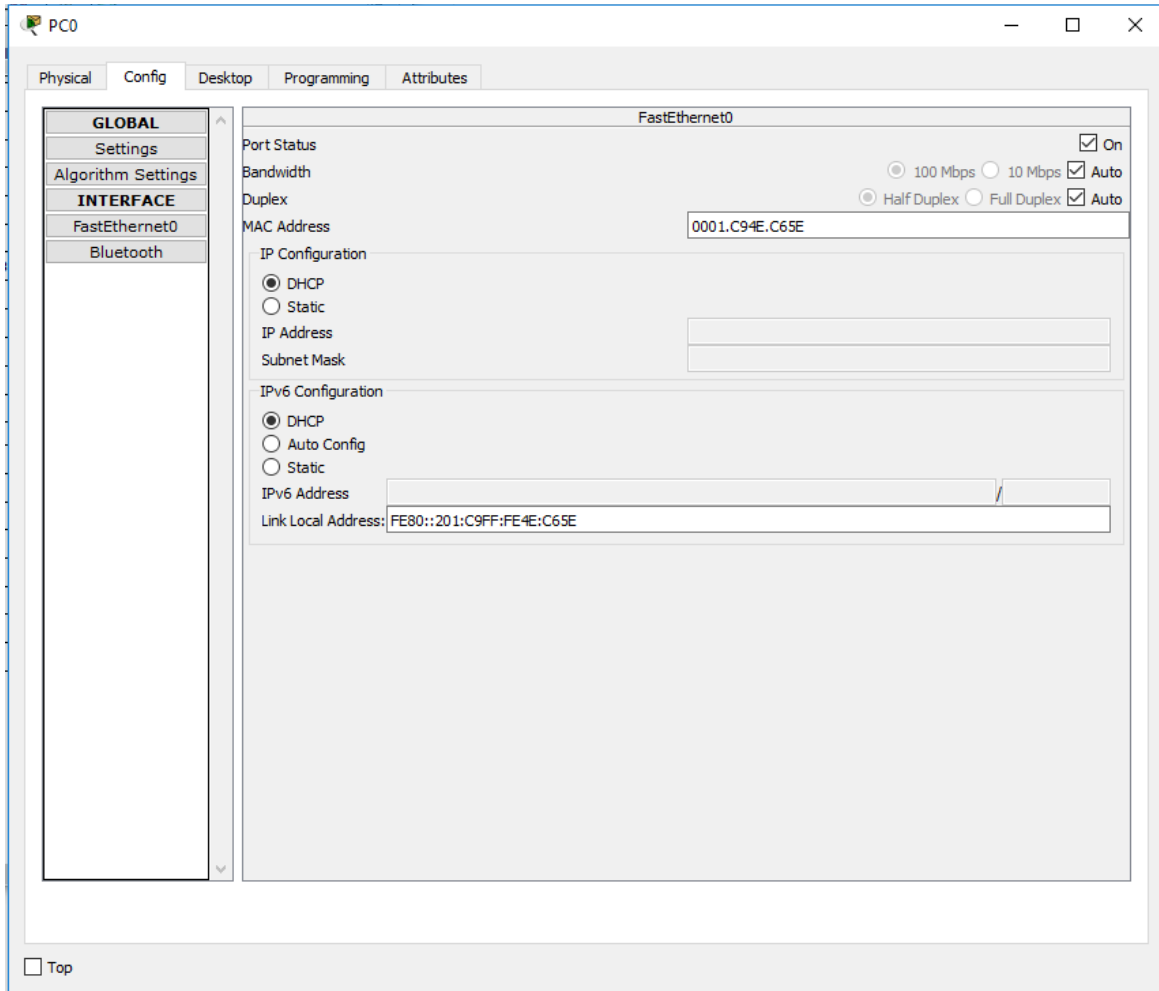 PC0
Physical Config Desktop Programming Attributes
GLOBAL
Settings
Algorithm Settings
INTERFACE
FastEthernet0
Bluetooth
FastEthernet0
Port Status On
Bandwidth 100 Mbps 10 Mbps Auto
Duplex Half Duplex Full Duplex Auto
MAC Address 0001.C94E.C65E
IP Configuration
DHCP
Static
IP Address
Subnet Mask
IPv6 Configuration
DHCP
Auto Config
Static
IPv6 Address /
Link Local Address: FE80::201:C9FF:FE4E:C65E
Top